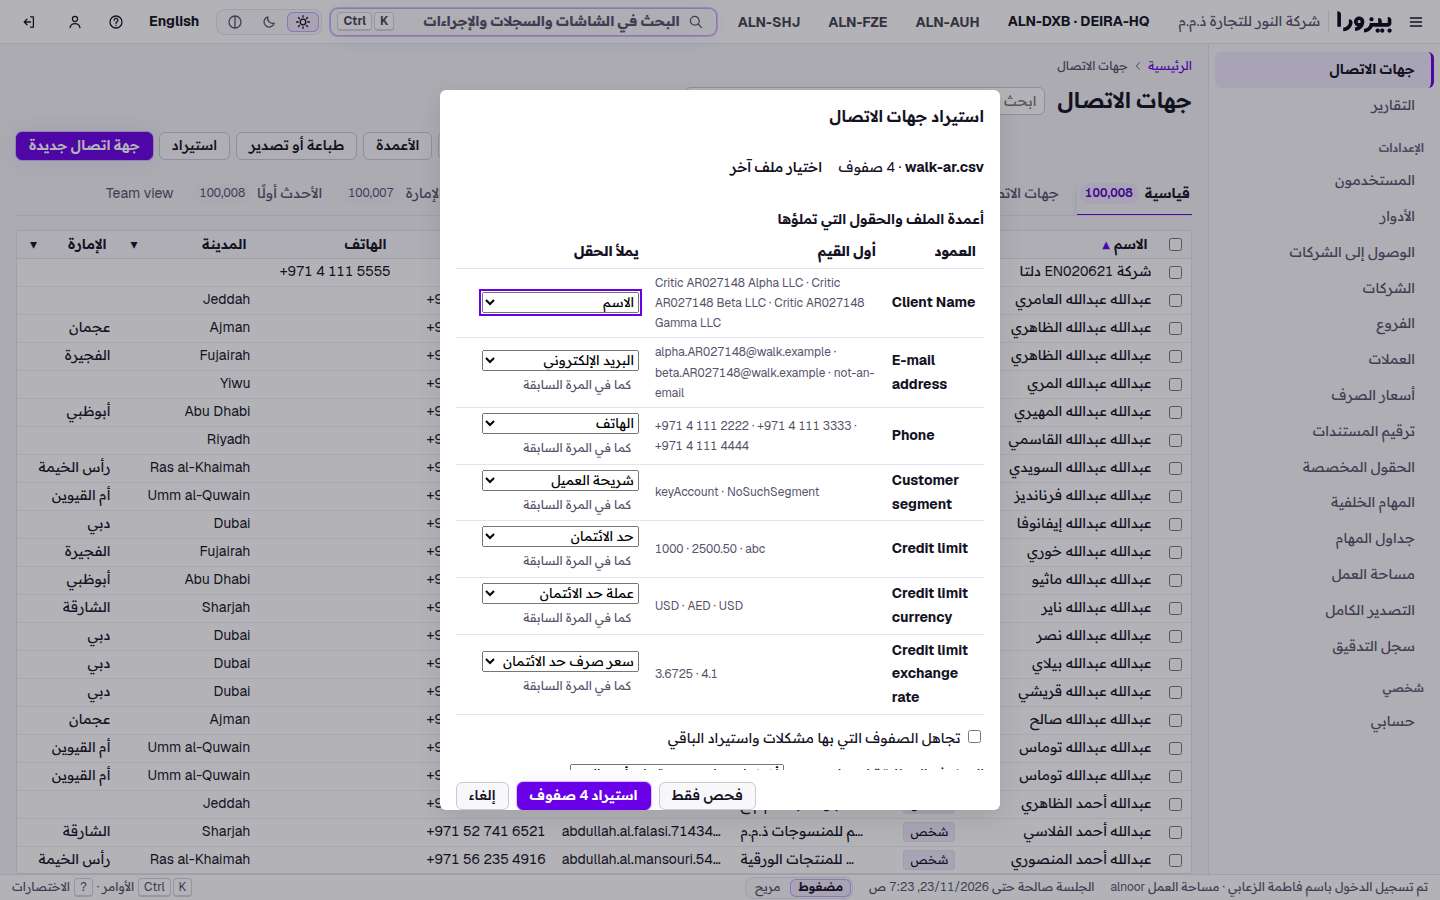 بيزورا
شركة النور للتجارة ذ.م.م
ALN-DXB · DEIRA-HQ
ALN-AUH
ALN-FZE
ALN-SHJ
البحث في الشاشات والسجلات والإجراءات
Ctrl K
English
جهات الاتصال
التقارير
الإعدادات
المستخدمون
الأدوار
الوصول إلى الشركات
الشركات
الفروع
العملات
أسعار الصرف
ترقيم المستندات
الحقول المخصصة
المهام الخلفية
جداول المهام
مساحة العمل
التصدير الكامل
سجل التدقيق
شخصي
حسابي
الرئيسية › جهات الاتصال
جهات الاتصال
ابحث
الأعمدة
طباعة أو تصدير
استيراد
جهة اتصال جديدة
قياسية 100,008
100,007
الأحدث أولًا 100,008
Team view
الاسم ▲
الهاتف
المدينة ▼
الإمارة ▼
شركة EN020621 دلتا
+971 4 111 5555
عبدالله عبدالله العامري
Jeddah
عبدالله عبدالله الظاهري
Ajman
عجمان
عبدالله عبدالله الظاهري
Fujairah
الفجيرة
عبدالله عبدالله المري
Yiwu
عبدالله عبدالله المهيري
Abu Dhabi
أبوظبي
عبدالله عبدالله القاسمي
Riyadh
عبدالله عبدالله السويدي
Ras al-Khaimah
رأس الخيمة
عبدالله عبدالله فرنانديز
Umm al-Quwain
أم القيوين
عبدالله عبدالله إيفانوفا
Dubai
دبي
عبدالله عبدالله خوري
Fujairah
الفجيرة
عبدالله عبدالله ماثيو
Abu Dhabi
أبوظبي
عبدالله عبدالله ناير
Sharjah
الشارقة
عبدالله عبدالله نصر
Dubai
دبي
عبدالله عبدالله بيلاي
Dubai
دبي
عبدالله عبدالله قريشي
Dubai
دبي
عبدالله عبدالله صالح
Ajman
عجمان
عبدالله عبدالله توماس
Umm al-Quwain
أم القيوين
عبدالله عبدالله توماس
Umm al-Quwain
أم القيوين
عبدالله أحمد الظاهري
Jeddah
عبدالله أحمد الفلاسي
شخص
م للمنسوجات ذ.م.م...
abdullah.al.falasi.71434...
+971 52 741 6521
Sharjah
الشارقة
عبدالله أحمد المنصوري
شخص
للمنتجات الورقية ...
abdullah.al.mansouri.54...
+971 56 235 4916
Ras al-Khaimah
رأس الخيمة
استيراد جهات الاتصال
walk-ar.csv · 4 صفوف
اختيار ملف آخر
أعمدة الملف والحقول التي تملؤها
العمود
أول القيم
يملأ الحقل
Client Name
Critic AR027148 Alpha LLC · Critic
AR027148 Beta LLC · Critic AR027148
Gamma LLC
الاسم
E-mail
address
alpha.AR027148@walk.example ·
beta.AR027148@walk.example · not-an-
email
البريد الإلكتروني
كما في المرة السابقة
Phone
+971 4 111 2222 · +971 4 111 3333 ·
+971 4 111 4444
الهاتف
كما في المرة السابقة
Customer
segment
keyAccount · NoSuchSegment
شريحة العميل
كما في المرة السابقة
Credit limit
1000 · 2500.50 · abc
حد الائتمان
كما في المرة السابقة
Credit limit
currency
USD · AED · USD
عملة حد الائتمان
كما في المرة السابقة
Credit limit
exchange
rate
3.6725 · 4.1
سعر صرف حد الائتمان
كما في المرة السابقة
تجاهل الصفوف التي بها مشكلات واستيراد الباقي
فحص فقط
استيراد 4 صفوف
إلغاء
تم تسجيل الدخول باسم فاطمة الزعابي · مساحة العمل alnoor
الجلسة صالحة حتى 23/11/2026, 7:23 ص
مضغوط
مريح
Ctrl K الأوامر · ? الاختصارات